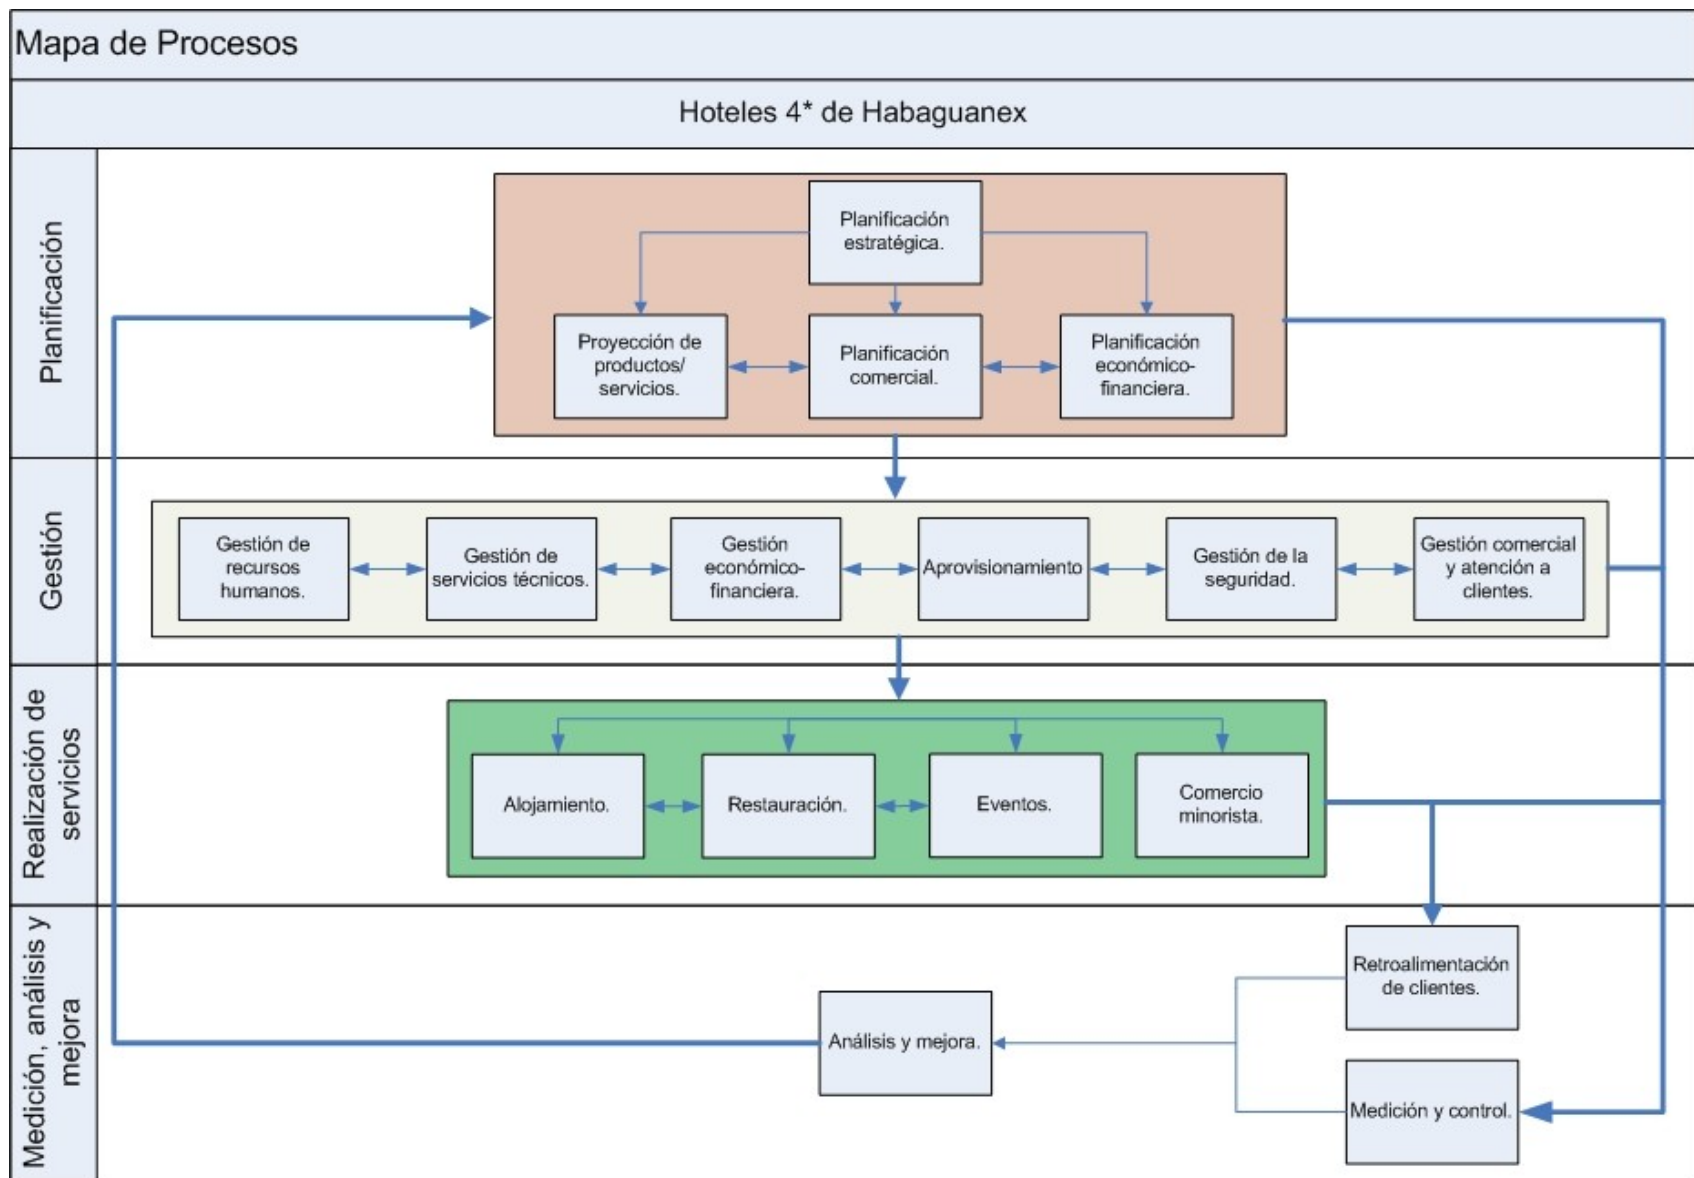 Mapa de Procesos
Hoteles 4* de Habaguanex
Planificación
Planificación
estratégica.
Proyección de
productos/
servicios.
Planificación
comercial.
Planificación
económico-
financiera.
Gestión
Gestión de
recursos
humanos.
Gestión de
servicios técnicos.
Gestión
económico-
financiera.
Aprovisionamiento
Gestión de la
seguridad.
Gestión comercial
y atención a
clientes.
Realización de
servicios
Alojamiento.
Restauración.
Eventos.
Comercio
minorista.
Medición, análisis y
mejora
Retroalimentación
de clientes.
Análisis y mejora.
Medición y control.